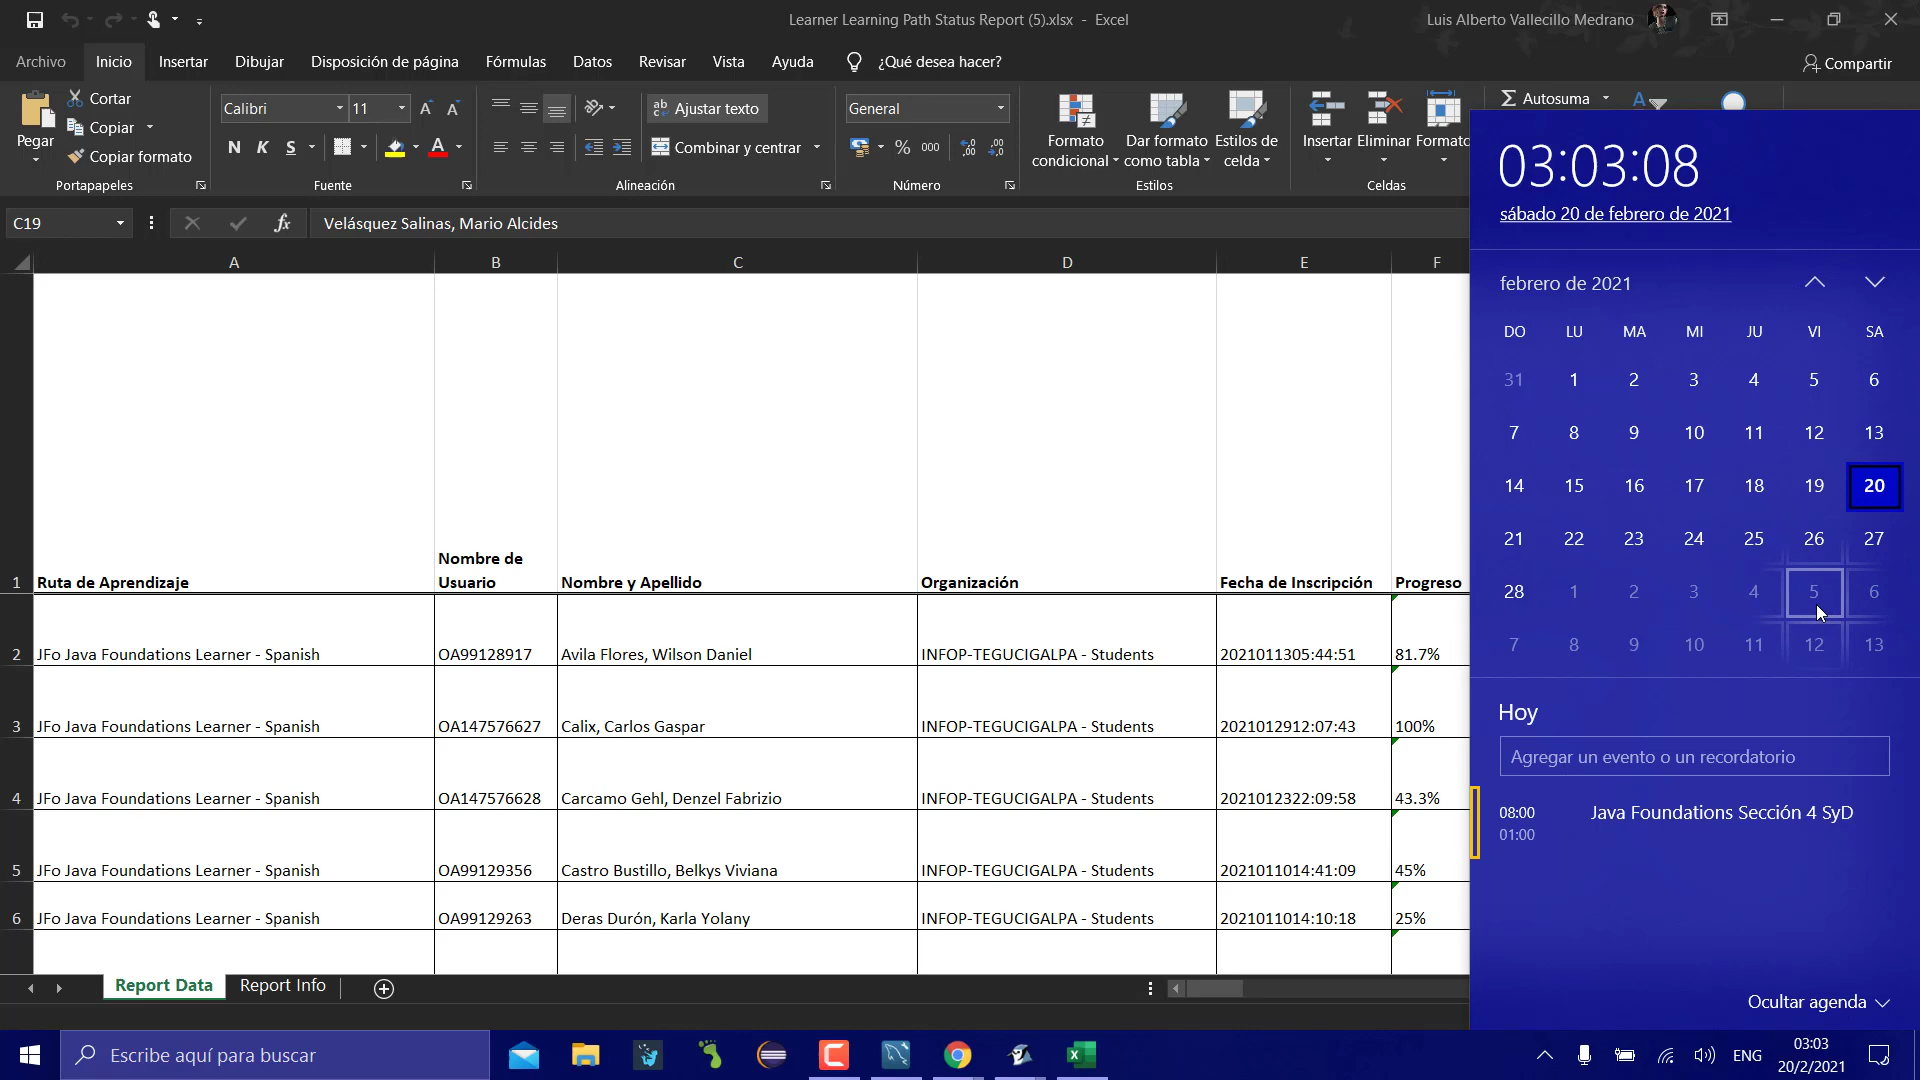 Learner Learning Path Status Report (5).xlsx - Excel
Luis Alberto Vallecillo Medrano
Archivo Inicio Insertar Dibujar Disposición de página Fórmulas Datos Revisar Vista Ayuda ¿Qué desea hacer? Compartir
Pegar
Cortar
Copiar
Copiar formato
Portapapeles
Calibri 11
N K S
Fuente
Ajustar texto
Combinar y centrar
Alineación
General
% 000
Número
Formato condicional
Dar formato como tabla
Estilos de celda
Estilos
Insertar Eliminar Formato
Celdas
Autosuma
C19 fx Velásquez Salinas, Mario Alcides
A B C D E F
1 Ruta de Aprendizaje Nombre de Usuario Nombre y Apellido Organización Fecha de Inscripción Progreso
2 JFo Java Foundations Learner - Spanish OA99128917 Avila Flores, Wilson Daniel INFOP-TEGUCIGALPA - Students 2021011305:44:51 81.7%
3 JFo Java Foundations Learner - Spanish OA147576627 Calix, Carlos Gaspar INFOP-TEGUCIGALPA - Students 2021012912:07:43 100%
4 JFo Java Foundations Learner - Spanish OA147576628 Carcamo Gehl, Denzel Fabrizio INFOP-TEGUCIGALPA - Students 2021012322:09:58 43.3%
5 JFo Java Foundations Learner - Spanish OA99129356 Castro Bustillo, Belkys Viviana INFOP-TEGUCIGALPA - Students 2021011014:41:09 45%
6 JFo Java Foundations Learner - Spanish OA99129263 Deras Durón, Karla Yolany INFOP-TEGUCIGALPA - Students 2021011014:10:18 25%
Report Data Report Info
03:03:08
sábado 20 de febrero de 2021
febrero de 2021
DO LU MA MI JU VI SA
31 1 2 3 4 5 6
7 8 9 10 11 12 13
14 15 16 17 18 19 20
21 22 23 24 25 26 27
28 1 2 3 4 5 6
7 8 9 10 11 12 13
Hoy
Agregar un evento o un recordatorio
08:00 Java Foundations Sección 4 SyD
01:00
Ocultar agenda
Escribe aquí para buscar
ENG
03:03
20/2/2021